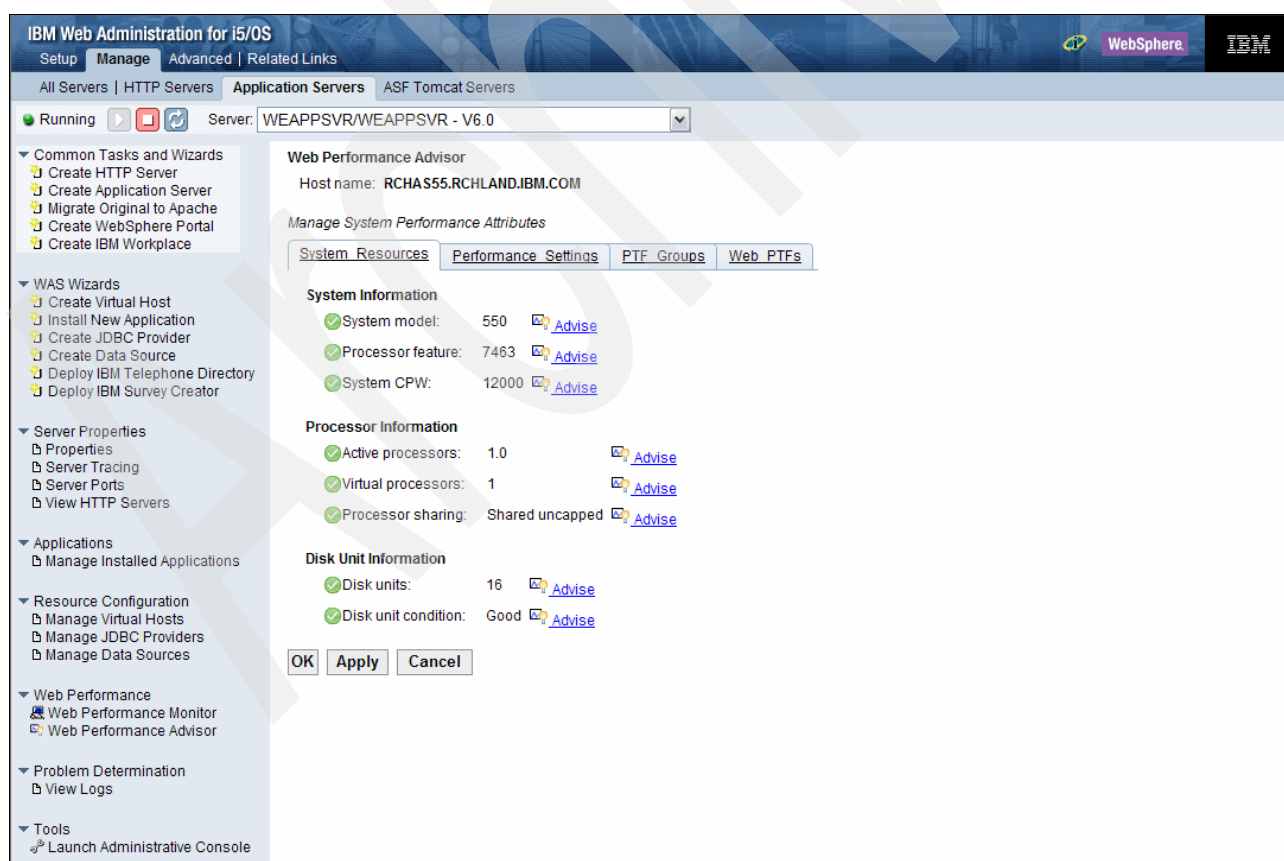 IBM Web Administration for i5/OS
Setup Manage Advanced | Related Links
WebSphere. IBM
All Servers | HTTP Servers Application Servers ASF Tomcat Servers
Running Server: WEAPPSVR/WEAPPSVR - V6.0
Common Tasks and Wizards
Create HTTP Server
Create Application Server
Migrate Original to Apache
Create WebSphere Portal
Create IBM Workplace
WAS Wizards
Create Virtual Host
Install New Application
Create JDBC Provider
Create Data Source
Deploy IBM Telephone Directory
Deploy IBM Survey Creator
Server Properties
Properties
Server Tracing
Server Ports
View HTTP Servers
Applications
Manage Installed Applications
Resource Configuration
Manage Virtual Hosts
Manage JDBC Providers
Manage Data Sources
Web Performance
Web Performance Monitor
Web Performance Advisor
Problem Determination
View Logs
Tools
Launch Administrative Console
Web Performance Advisor
Host name: RCHAS55.RCHLAND.IBM.COM
Manage System Performance Attributes
System Resources Performance Settings PTF Groups Web PTFs
System Information
System model: 550 Advise
Processor feature: 7463 Advise
System CPW: 12000 Advise
Processor Information
Active processors: 1.0 Advise
Virtual processors: 1 Advise
Processor sharing: Shared uncapped Advise
Disk Unit Information
Disk units: 16 Advise
Disk unit condition: Good Advise
OK Apply Cancel